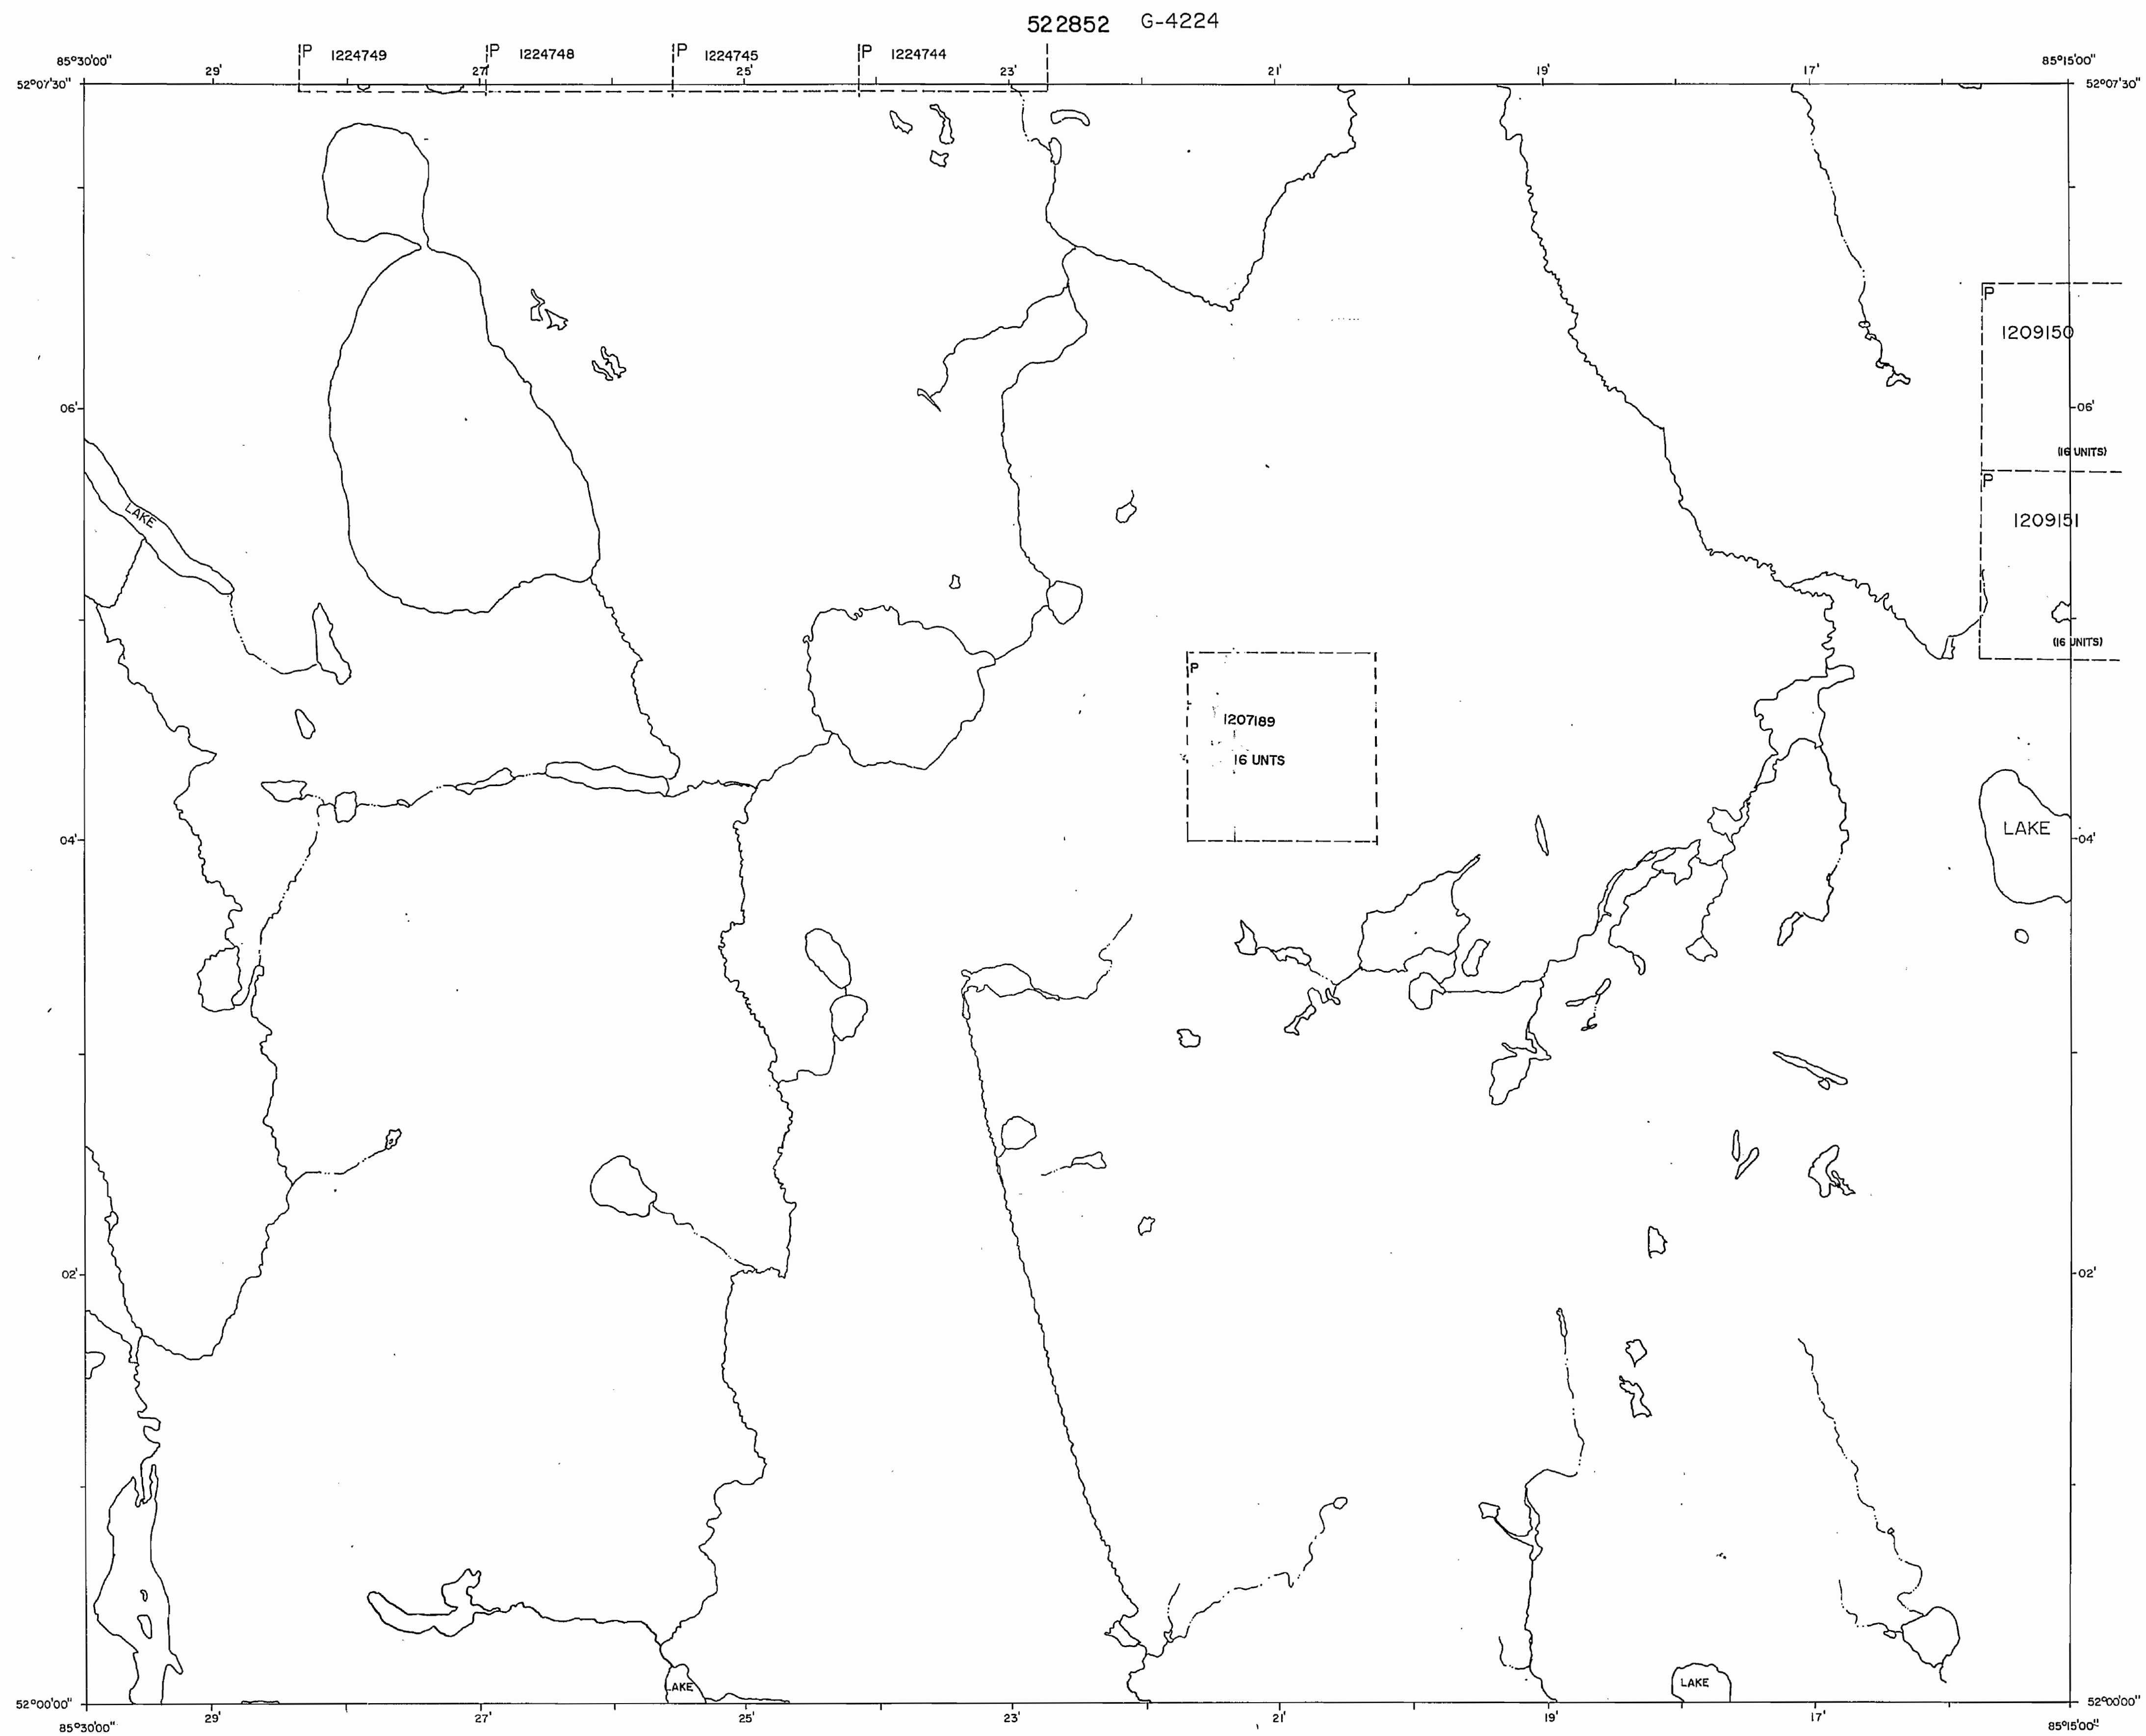 522852 G-4224
P 1224749 P 1224748 P 1224745 P 1224744
85°30'00" 29' 27' 25' 23' 21' 19' 17' 85°15'00"
52°07'30" 52°07'30"
P
1209150
06' 06'
(16 UNITS)
P
LAKE
1209151
(16 UNITS)
P
1207189
16 UNTS
LAKE
04' 04'
02' 02'
AKE LAKE
52°00'00" 52°00'00"
85°30'00" 29' 27' 25' 23' 21' 19' 17' 85°15'00"